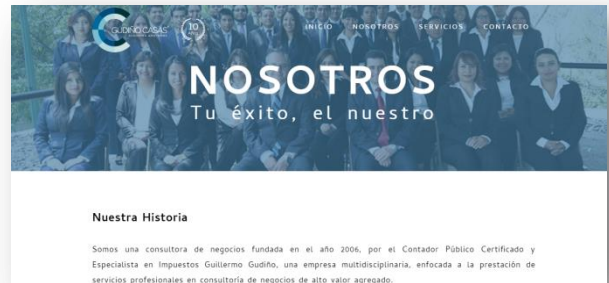 GUDIÑO CASAS
10
INICIO NOSOTROS SERVICIOS CONTACTO
NOSOTROS
Tu éxito, el nuestro
Nuestra Historia
Somos una consultora de negocios fundada en el año 2006, por el Contador Público Certificado y
Especialista en Impuestos Guillermo Gudiño, una empresa multidisciplinaria, enfocada a la prestación de
servicios profesionales en consultoría de negocios de alto valor agregado.